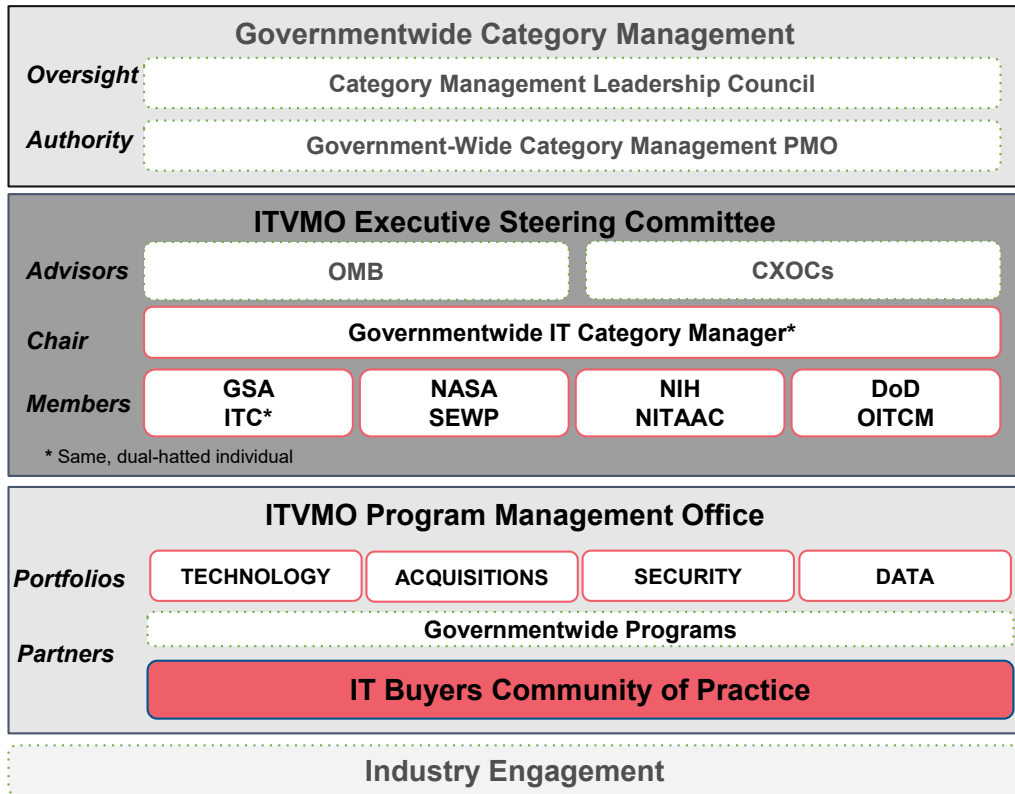 Governmentwide Category Management
Oversight
Category Management Leadership Council
Authority
Government-Wide Category Management PMO
ITVMO Executive Steering Committee
Advisors
OMB
CXOCs
Chair
Governmentwide IT Category Manager*
Members
GSA
ITC*
NASA
SEWP
NIH
NITAAC
DoD
OITCM
* Same, dual-hatted individual
ITVMO Program Management Office
Portfolios
TECHNOLOGY
ACQUISITIONS
SECURITY
DATA
Partners
Governmentwide Programs
IT Buyers Community of Practice
Industry Engagement